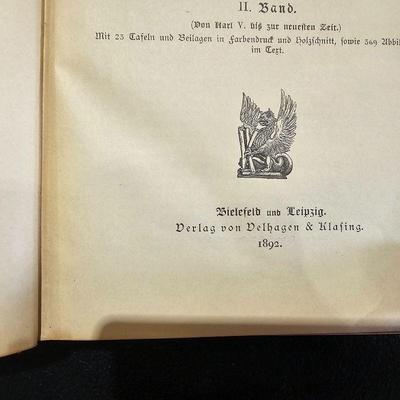 II. Band.
(Von Karl V. bis zur neuesten Zeit.)
Mit 23 Tafeln und Beilagen in Farbendruck und Holzschnitt, sowie 369 Abbil
im Text.
Bielefeld und Leipzig.
Verlag von Velhagen & Klasing.
1892.